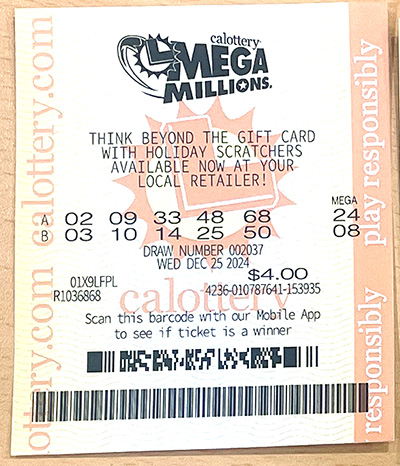 calottery
MEGA
MILLIONS®
THINK BEYOND THE GIFT CARD
WITH HOLIDAY SCRATCHERS
AVAILABLE NOW AT YOUR
LOCAL RETAILER!
MEGA
A 02 09 33 48 68 24
B 03 10 14 25 50 08
DRAW NUMBER 002037
WED DEC 25 2024
$4.00
01X9LFPL
R1036868
4236-010787641-153935
calottery
Scan this barcode with our Mobile App
to see if ticket is a winner
calottery.com
ottery.com
play responsibly
responsibly